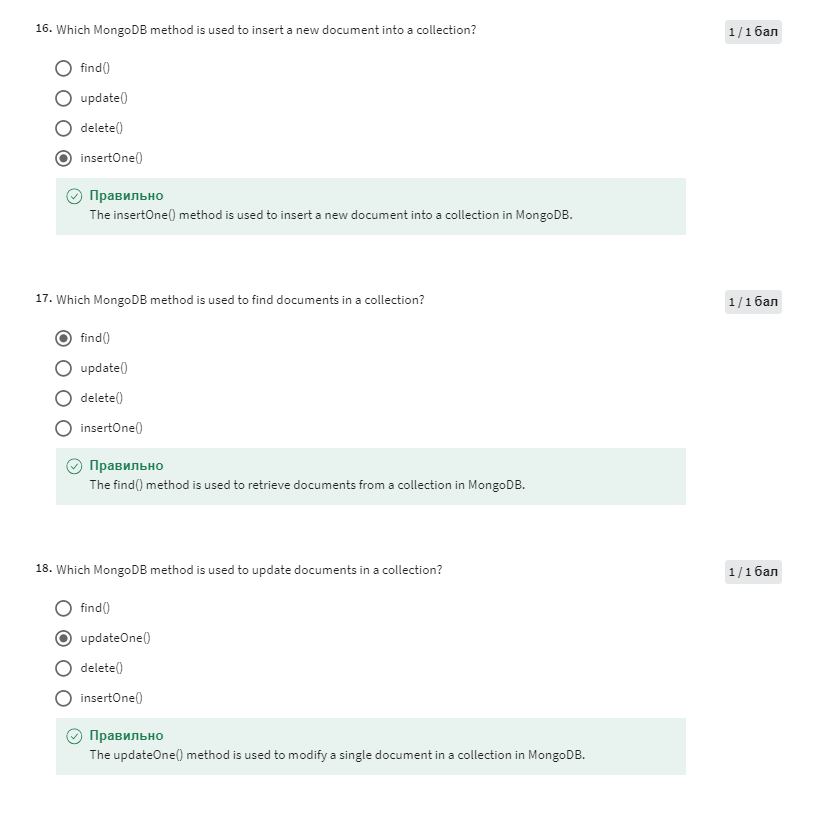 16. Which MongoDB method is used to insert a new document into a collection? 1 / 1 бал
find()
update()
delete()
insertOne()
Правильно
The insertOne() method is used to insert a new document into a collection in MongoDB.
17. Which MongoDB method is used to find documents in a collection? 1 / 1 бал
find()
update()
delete()
insertOne()
Правильно
The find() method is used to retrieve documents from a collection in MongoDB.
18. Which MongoDB method is used to update documents in a collection? 1 / 1 бал
find()
updateOne()
delete()
insertOne()
Правильно
The updateOne() method is used to modify a single document in a collection in MongoDB.